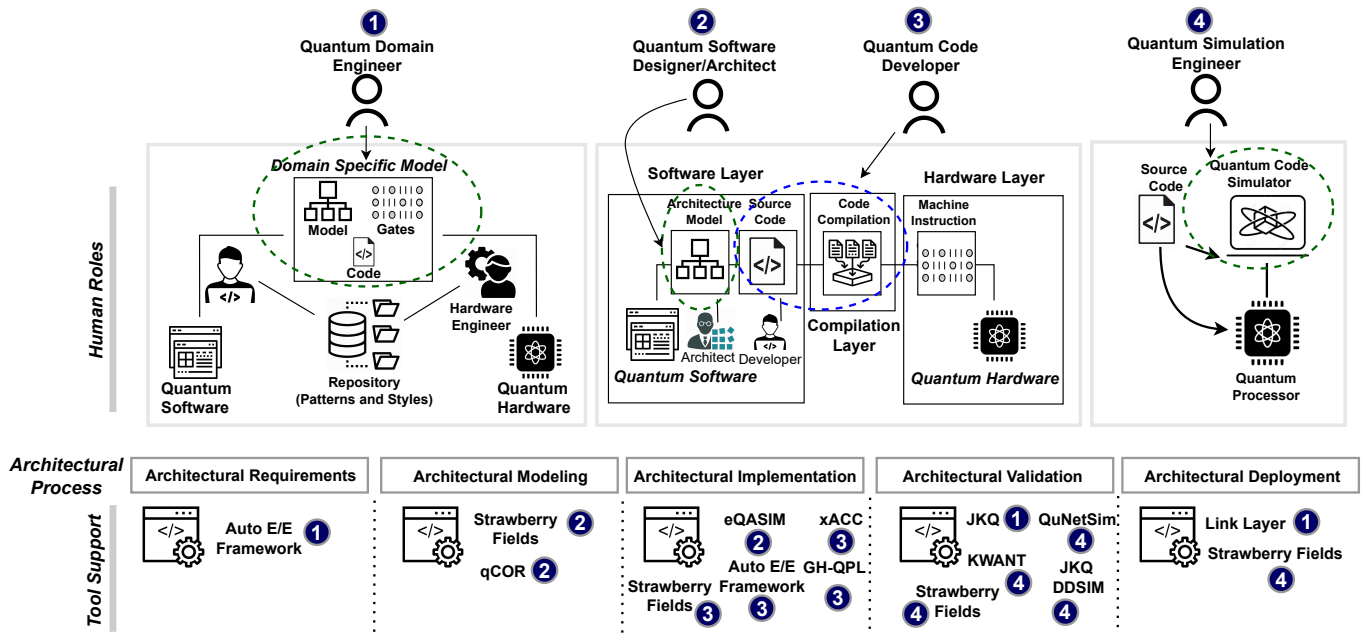 1
Quantum Domain
Engineer
2
Quantum Software
Designer/Architect
3
Quantum Code
Developer
4
Quantum Simulation
Engineer
Human Roles
Domain Specific Model
Model
Gates
</>
Code
</>
Hardware
Engineer
Quantum
Software
Repository
(Patterns and Styles)
Quantum
Hardware
Software Layer
Hardware Layer
Architecture
Model
Source
Code
Code
Compilation
Machine
Instruction
</>
</>
Architect
Developer
Compilation
Layer
Quantum Software
Quantum Hardware
Source
Code
</>
Quantum Code
Simulator
Quantum
Processor
Architectural
Process
Architectural Requirements
Architectural Modeling
Architectural Implementation
Architectural Validation
Architectural Deployment
Tool Support
</>
Auto E/E
Framework
1
</>
Strawberry
Fields
2
qCOR
2
</>
eQASIM
2
xACC
3
Auto E/E
Framework
3
GH-QPL
3
Strawberry
Fields
3
</>
JKQ
1
QuNetSim
4
KWANT
4
JKQ
DDSIM
4
Strawberry
Fields
4
</>
Link Layer
1
Strawberry Fields
4